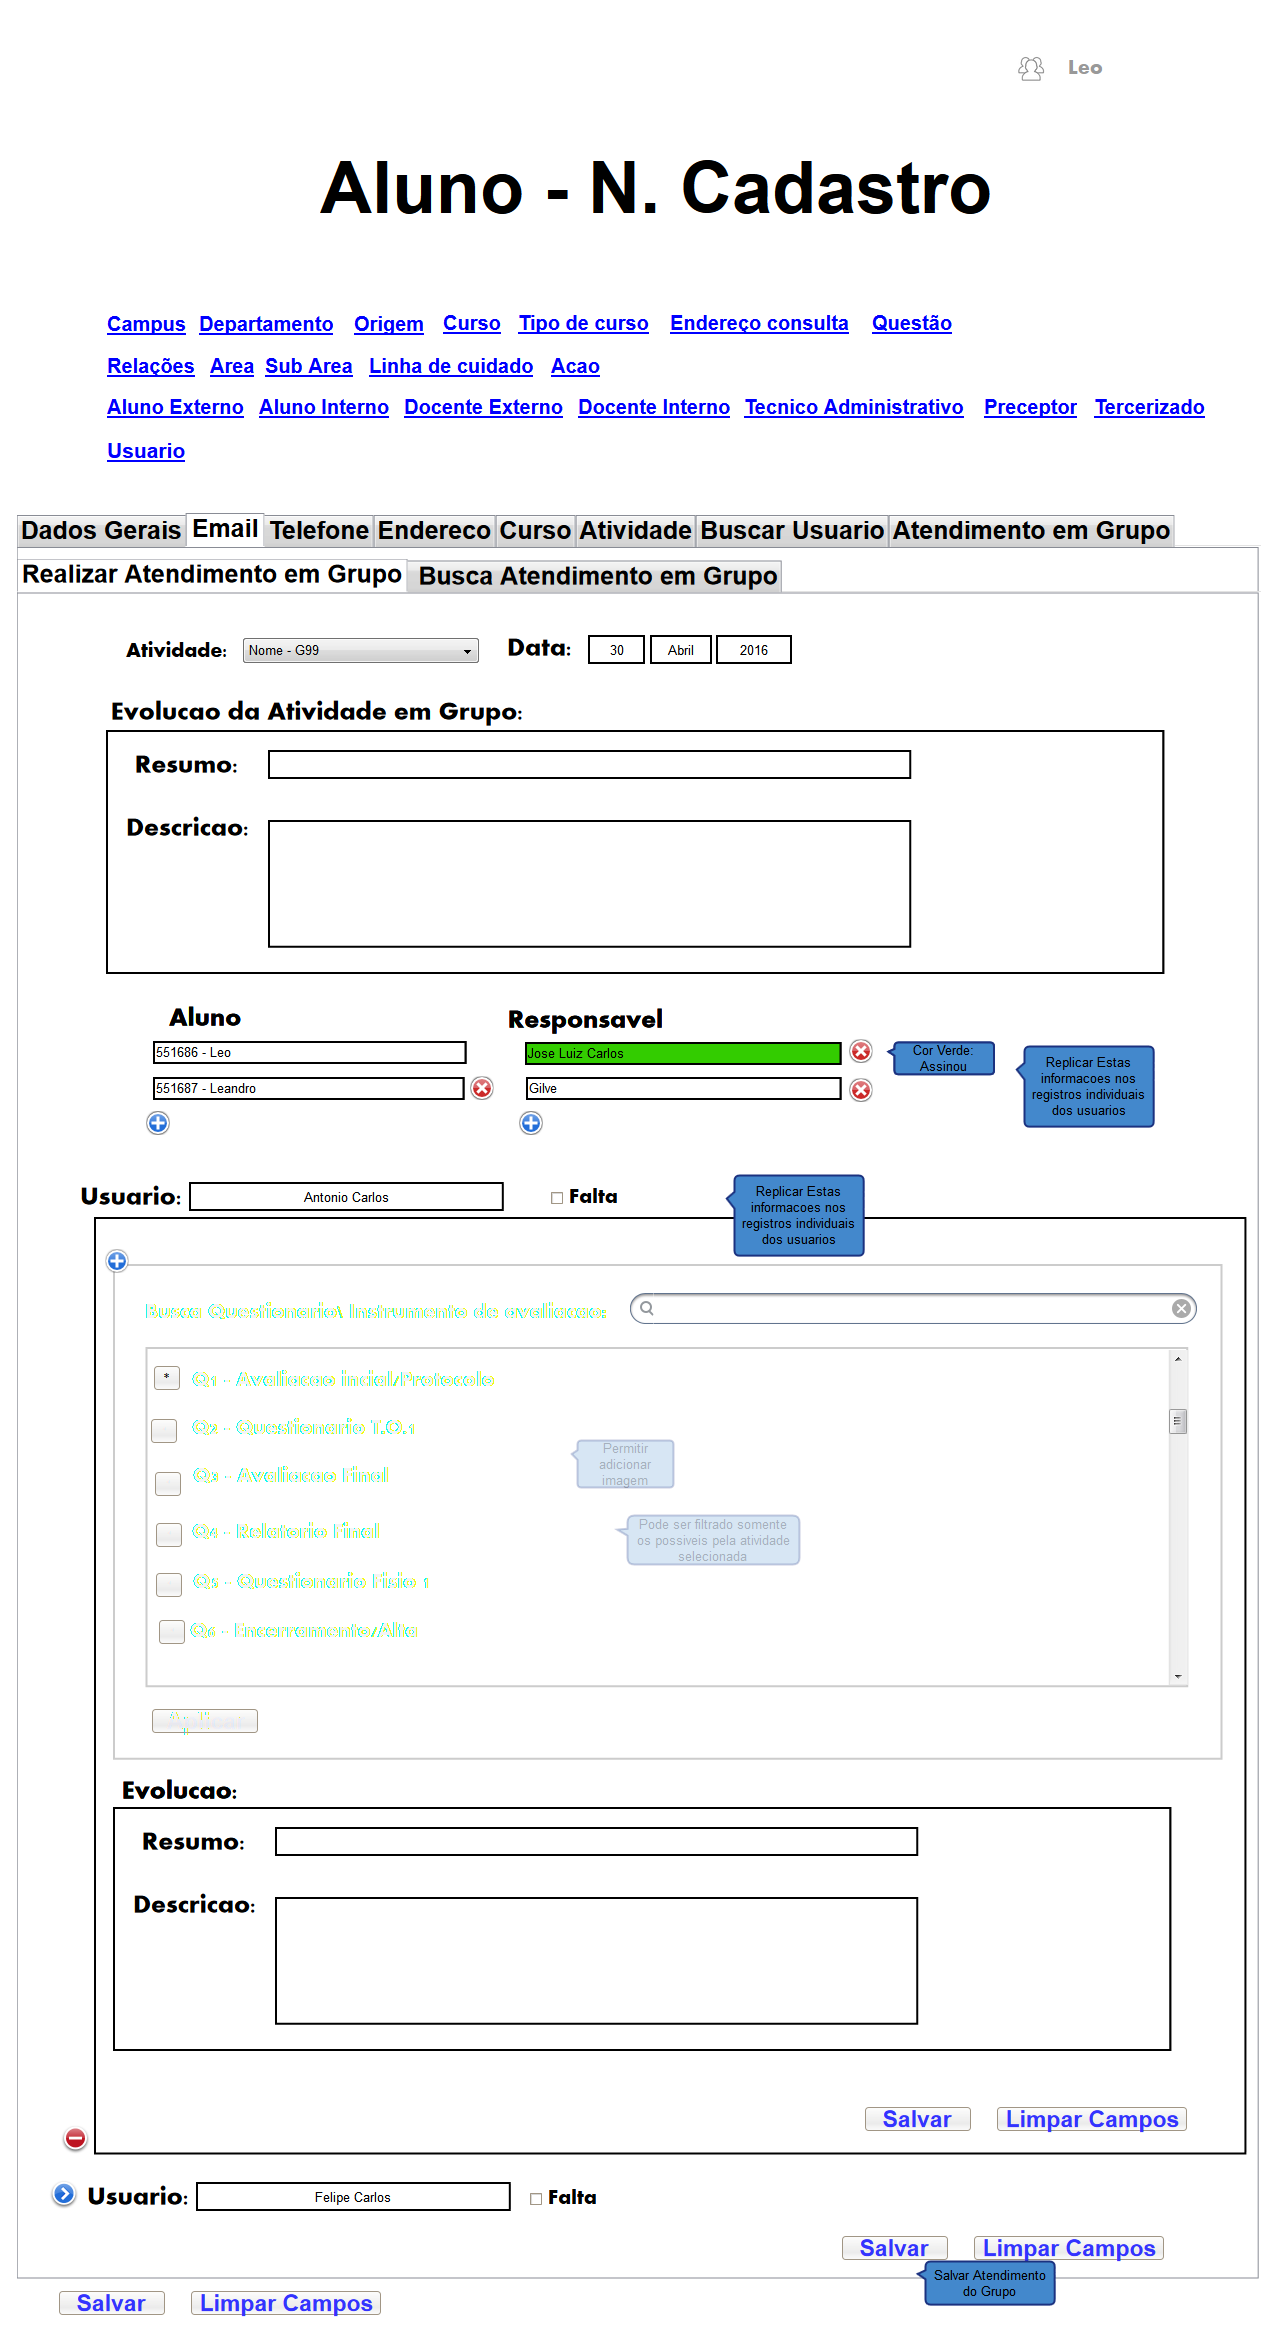 Leo
Aluno - N. Cadastro
Campus Departamento Origem Curso Tipo de curso Endereço consulta Questão
Relações Area Sub Area Linha de cuidado Acao
Aluno Externo Aluno Interno Docente Externo Docente Interno Tecnico Administrativo Preceptor Tercerizado
Usuario
Dados Gerais Email Telefone Endereco Curso Atividade Buscar Usuario Atendimento em Grupo
Realizar Atendimento em Grupo Busca Atendimento em Grupo
Atividade: Nome - G99 Data: 30 Abril 2016
Evolucao da Atividade em Grupo:
Resumo:
Descricao:
Aluno Responsavel
551686 - Leo Jose Luiz Carlos
Cor Verde:
Assinou
Replicar Estas
informacoes nos
registros individuais
dos usuarios
551687 - Leandro Gilve
Usuario: Antonio Carlos Falta
Replicar Estas
informacoes nos
registros individuais
dos usuarios
Busca Questionario\ Instrumento de avaliacao:
* Q1 - Avaliacao incial/Protocolo
Q2 - Questionario T.O.1
Q3 - Avaliacao Final
Permitir
adicionar
imagem
Q4 - Relatorio Final
Pode ser filtrado somente
os possiveis pela atividade
selecionada
Q5 - Questionario Fisio 1
Q6 - Encerramento/Alta
Aplicar
Evolucao:
Resumo:
Descricao:
Salvar Limpar Campos
Usuario: Felipe Carlos Falta
Salvar Limpar Campos
Salvar Atendimento
do Grupo
Salvar Limpar Campos